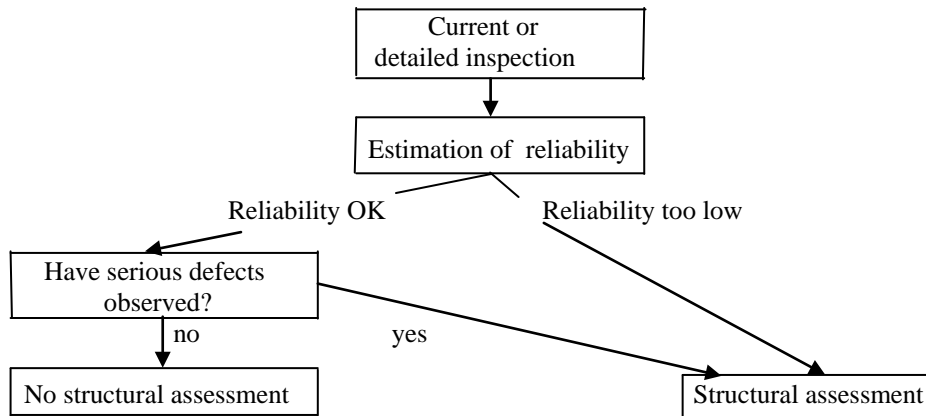 Current or
detailed inspection
Estimation of reliability
Reliability OK
Reliability too low
Have serious defects
observed?
no
yes
No structural assessment
Structural assessment